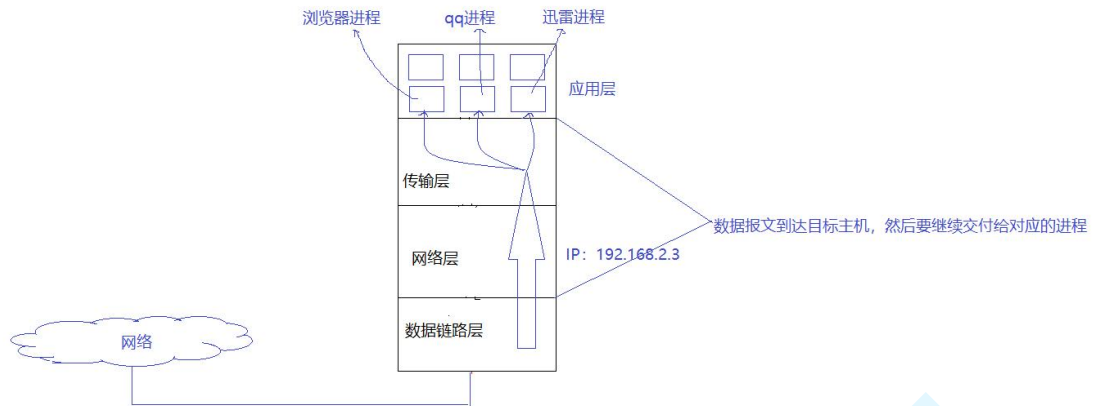 浏览器进程
qq进程
迅雷进程
应用层
传输层
数据报文到达目标主机，然后要继续交付给对应的进程
网络层
IP：192.168.2.3
数据链路层
网络